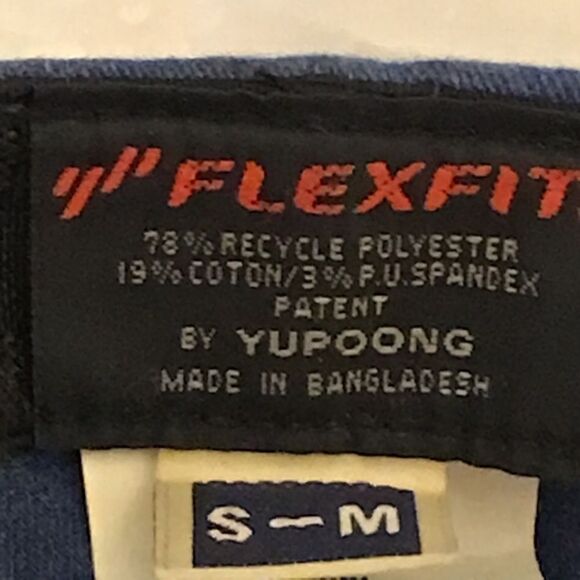 FLEXFIT
78% RECYCLE POLYESTER
19% COTON/3% P.U.SPANDEX
PATENT
BY YUPOONG
MADE IN BANGLADESH
S-M